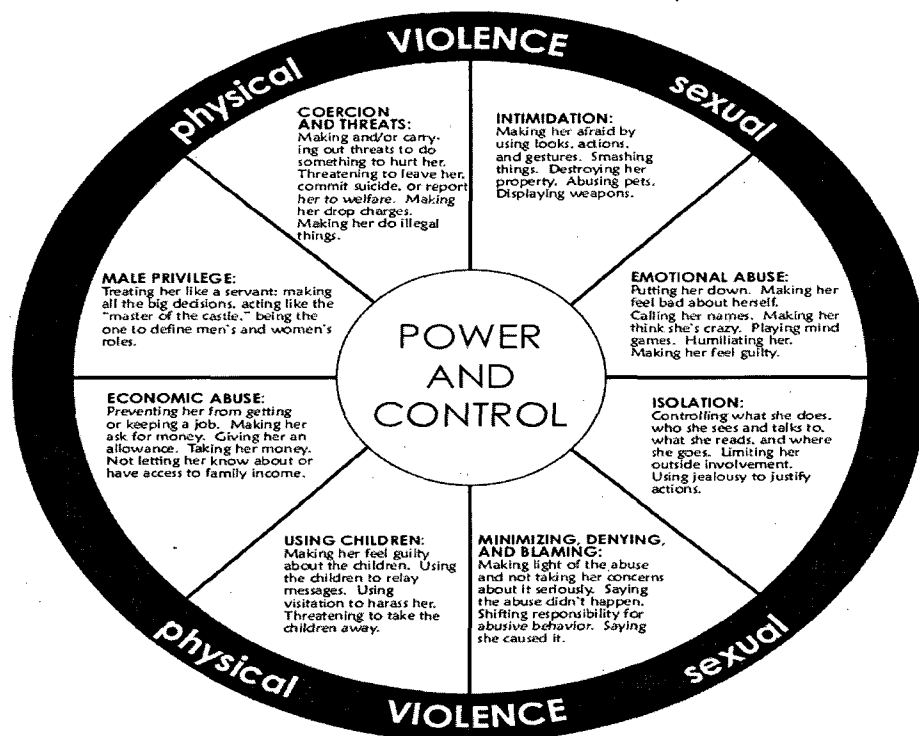 physical VIOLENCE sexual
COERCION
AND THREATS:
Making and/or carry-
ing out threats to do
something to hurt her.
Threatening to leave her,
commit suicide, or report
her to welfare. Making
her drop charges.
Making her do illegal
things.
INTIMIDATION:
Making her afraid by
using looks, actions,
and gestures. Smashing
things. Destroying her
property. Abusing pets.
Displaying weapons.
MALE PRIVILEGE:
Treating her like a servant: making
all the big decisions, acting like the
"master of the castle," being the
one to define men's and women's
roles.
EMOTIONAL ABUSE:
Putting her down. Making her
feel bad about herself.
Calling her names. Making her
think she's crazy. Playing mind
games. Humiliating her.
Making her feel guilty.
POWER
AND
CONTROL
ECONOMIC ABUSE:
Preventing her from getting
or keeping a job. Making her
ask for money. Giving her an
allowance. Taking her money.
Not letting her know about or
have access to family income.
ISOLATION:
Controlling what she does,
who she sees and talks to,
what she reads, and where
she goes. Limiting her
outside involvement.
Using jealousy to justify
actions.
USING CHILDREN:
Making her feel guilty
about the children. Using
the children to relay
messages. Using
visitation to harass her.
Threatening to take the
children away.
MINIMIZING, DENYING,
AND BLAMING:
Making light of the abuse
and not taking her concerns
about it seriously. Saying
the abuse didn't happen.
Shifting responsibility for
abusive behavior. Saying
she caused it.
physical VIOLENCE sexual